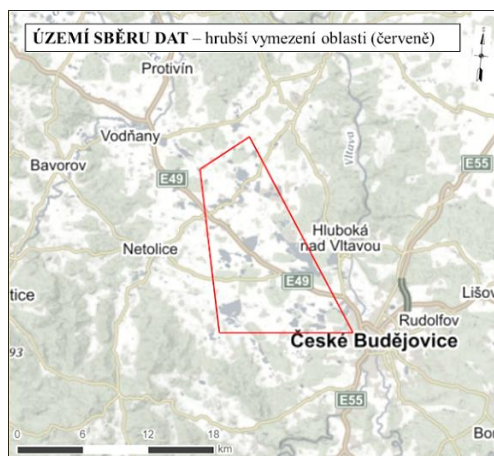 ÚZEMÍ SBĚRU DAT – hrubší vymezení oblasti (červeně)
Protivín
Vodňany
Vltava
Bavorov
E49
E55
Hluboká
nad Vltavou
Netolice
E49
tice
Lišov
Rudolfov
České Budějovice
93
E55
Bo
0 6 12 18
km